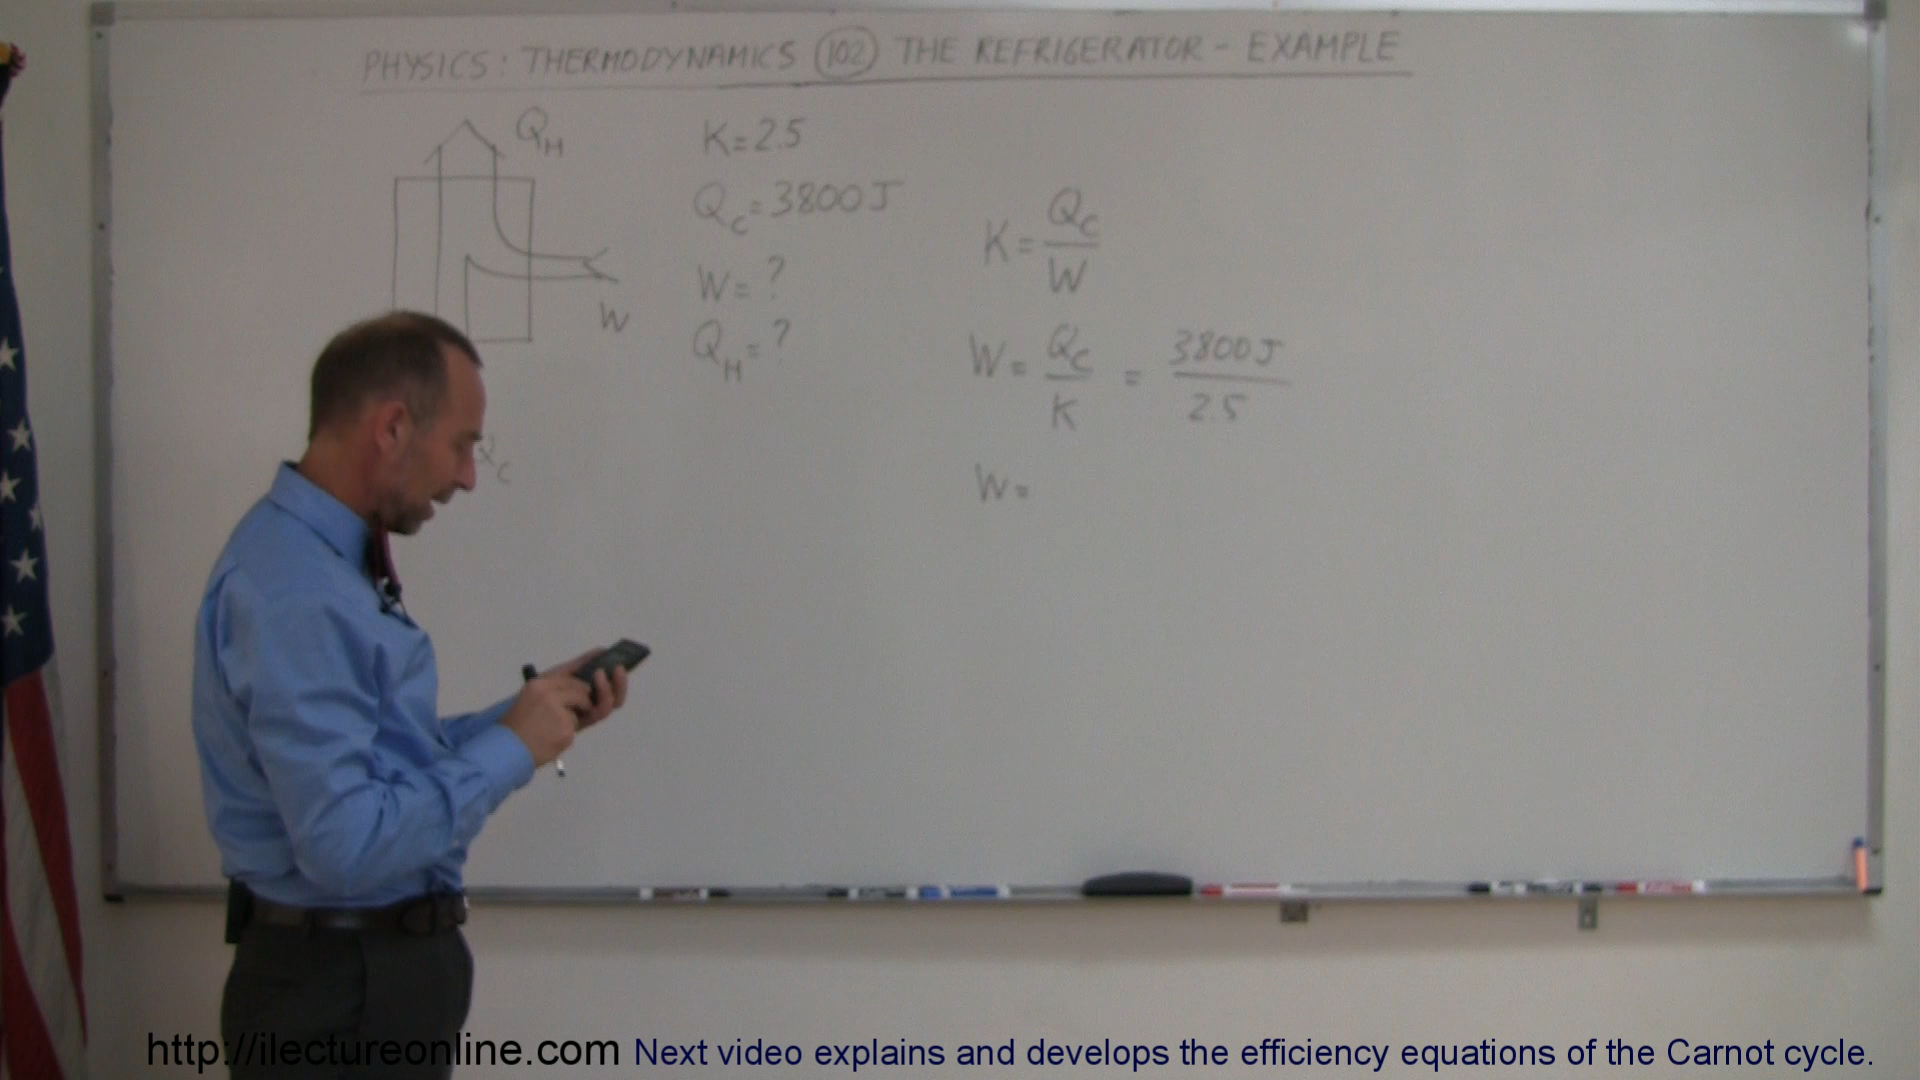 PHYSICS: THERMODYNAMICS 102 THE REFRIGERATOR - EXAMPLE
QH
W
QC
K=2.5
QC=3800J
W=?
QH=?
K=QC/W
W=QC/K=3800J/2.5
W=
http://ilectureonline.com Next video explains and develops the efficiency equations of the Carnot cycle.